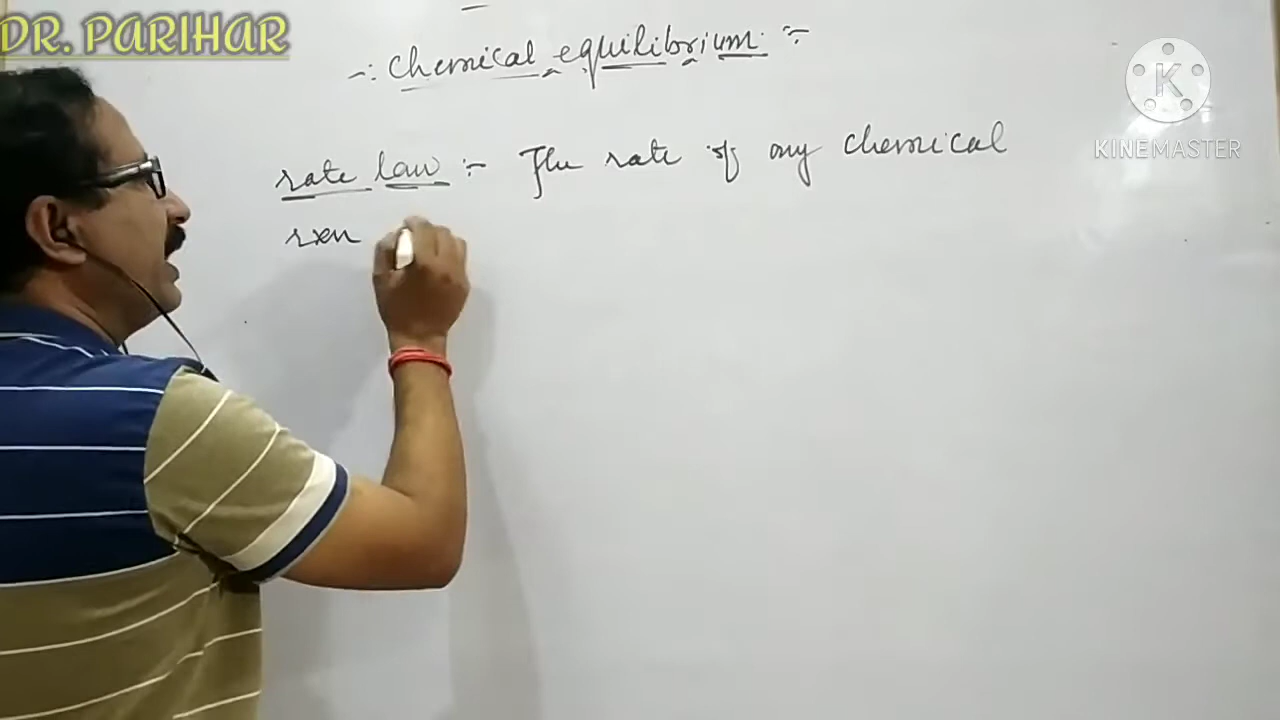 DR. PARIHAR
-: Chemical equilibrium :-
rate law :- The rate of any chemical
rxn
K
KINEMASTER